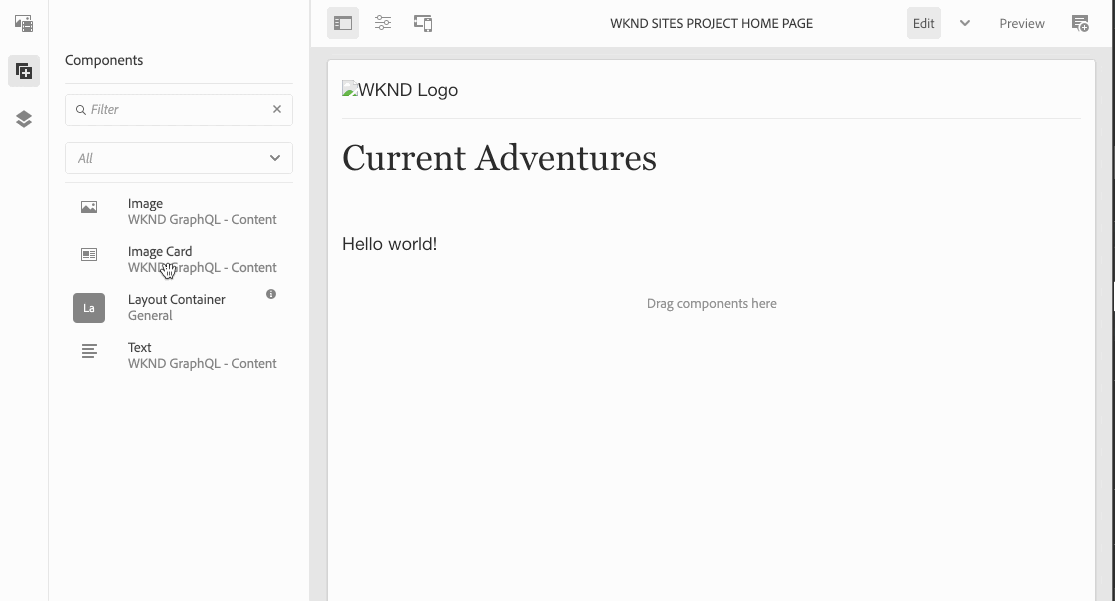 WKND SITES PROJECT HOME PAGE
Edit
Preview
Components
Filter
All
Image
WKND GraphQL - Content
Image Card
WKND GraphQL - Content
La
Layout Container
General
Text
WKND GraphQL - Content
WKND Logo
Current Adventures
Hello world!
Drag components here